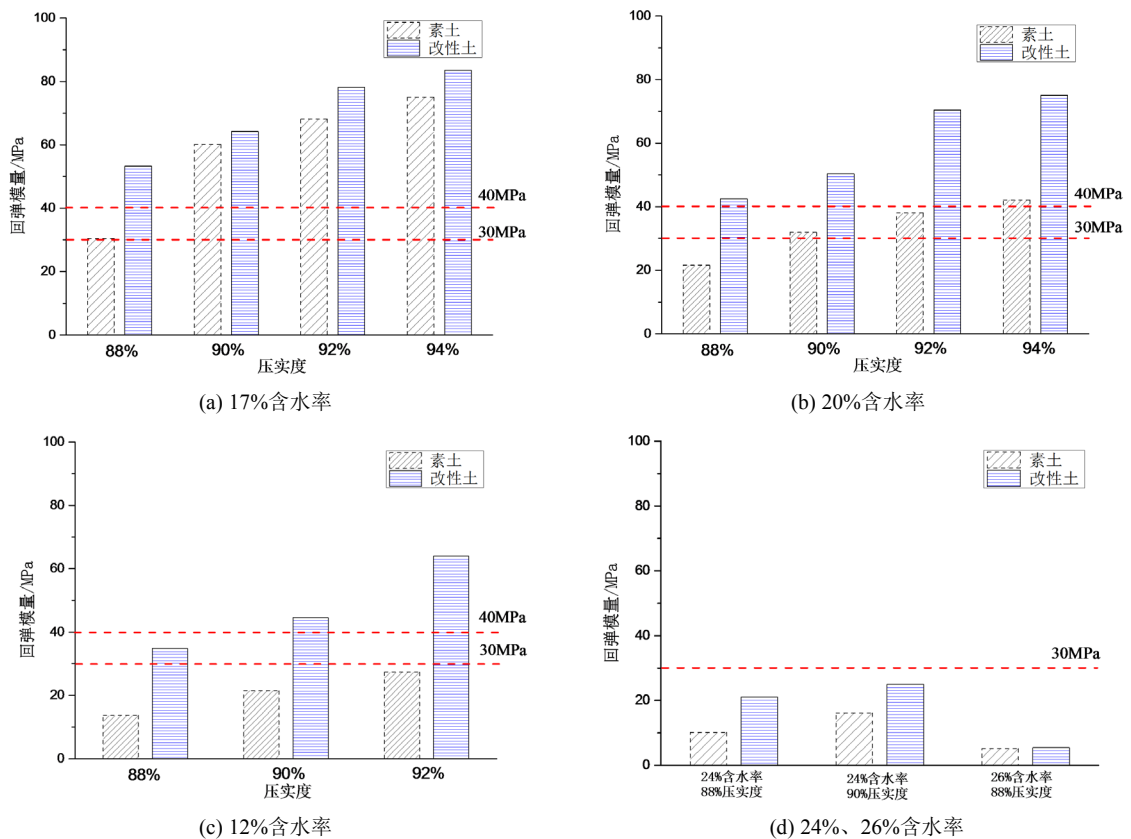 100
80
60
40
20
0
回弹模量/MPa
素土
改性土
40MPa
30MPa
88%
90%
92%
94%
压实度
(a) 17%含水率
100
80
60
40
20
0
回弹模量/MPa
素土
改性土
40MPa
30MPa
88%
90%
92%
94%
压实度
(b) 20%含水率
100
80
60
40
20
0
回弹模量/MPa
素土
改性土
40MPa
30MPa
88%
90%
92%
压实度
(c) 12%含水率
100
80
60
40
20
0
回弹模量/MPa
素土
改性土
30MPa
24%含水率
88%压实度
24%含水率
90%压实度
26%含水率
88%压实度
(d) 24%、26%含水率